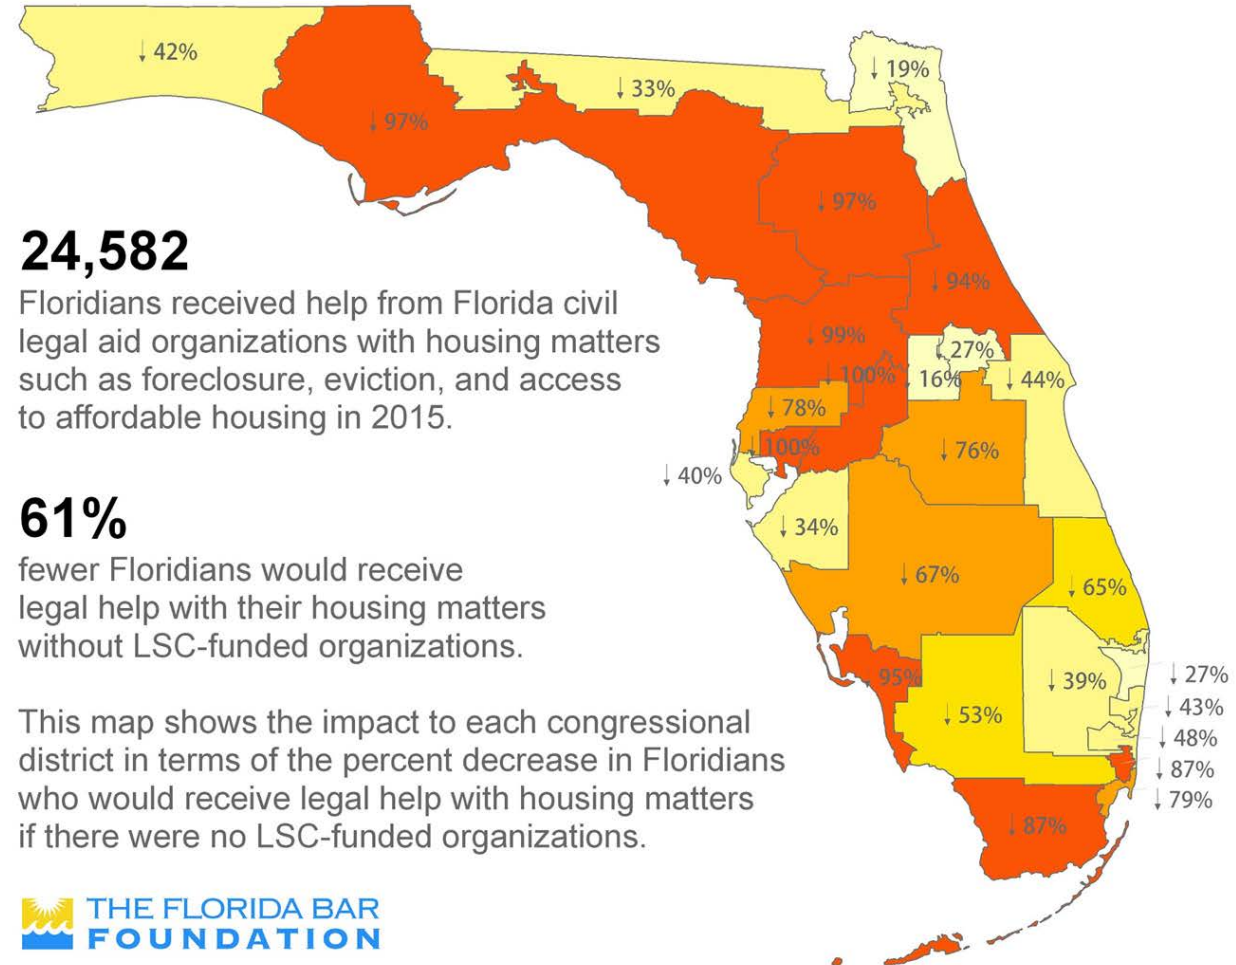 ↓ 42%
↓ 97%
↓ 33%
↓ 19%
↓ 97%
↓ 94%
24,582
Floridians received help from Florida civil
legal aid organizations with housing matters
such as foreclosure, eviction, and access
to affordable housing in 2015.
↓ 99%
↓ 27%
↓ 100%
↓ 16%
↓ 44%
↓ 78%
↓ 100%
↓ 76%
↓ 40%
61%
fewer Floridians would receive
legal help with their housing matters
without LSC-funded organizations.
↓ 34%
↓ 67%
↓ 65%
↓ 95%
↓ 53%
↓ 39%
↓ 27%
↓ 43%
↓ 48%
↓ 87%
↓ 79%
↓ 87%
This map shows the impact to each congressional
district in terms of the percent decrease in Floridians
who would receive legal help with housing matters
if there were no LSC-funded organizations.
THE FLORIDA BAR
FOUNDATION